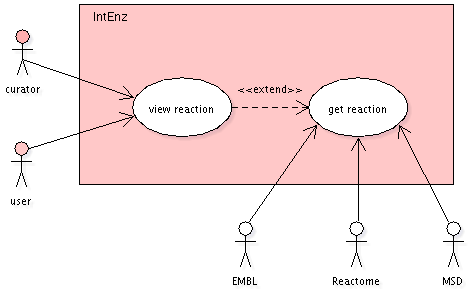 IntEnz
curator
view reaction
<<extend>>
get reaction
user
EMBL
Reactome
MSD